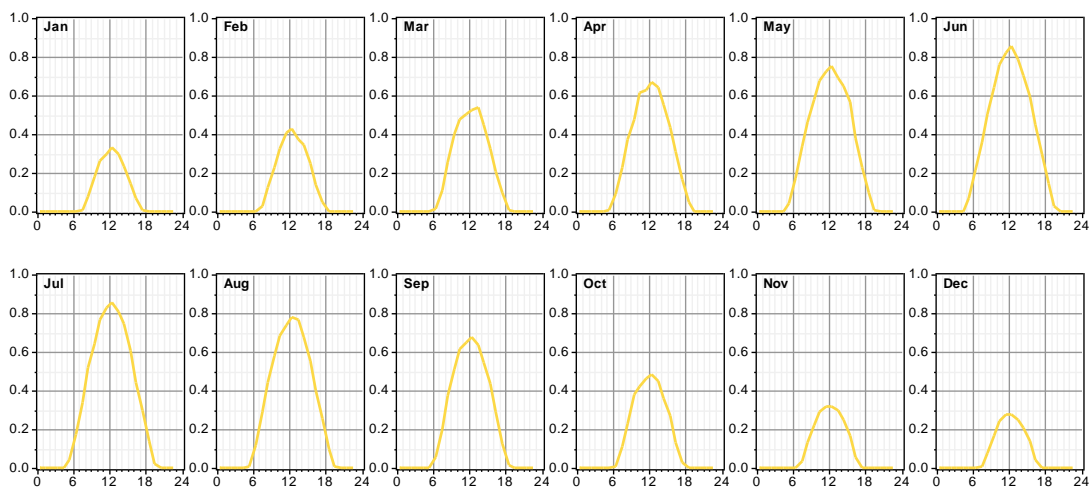 Jan Feb Mar Apr May Jun
1.0 1.0 1.0 1.0 1.0 1.0
0.8 0.8 0.8 0.8 0.8 0.8
0.6 0.6 0.6 0.6 0.6 0.6
0.4 0.4 0.4 0.4 0.4 0.4
0.2 0.2 0.2 0.2 0.2 0.2
0.0 0.0 0.0 0.0 0.0 0.0
0 6 12 18 24 0 6 12 18 24 0 6 12 18 24 0 6 12 18 24 0 6 12 18 24 0 6 12 18 24
Jul Aug Sep Oct Nov Dec
1.0 1.0 1.0 1.0 1.0 1.0
0.8 0.8 0.8 0.8 0.8 0.8
0.6 0.6 0.6 0.6 0.6 0.6
0.4 0.4 0.4 0.4 0.4 0.4
0.2 0.2 0.2 0.2 0.2 0.2
0.0 0.0 0.0 0.0 0.0 0.0
0 6 12 18 24 0 6 12 18 24 0 6 12 18 24 0 6 12 18 24 0 6 12 18 24 0 6 12 18 24